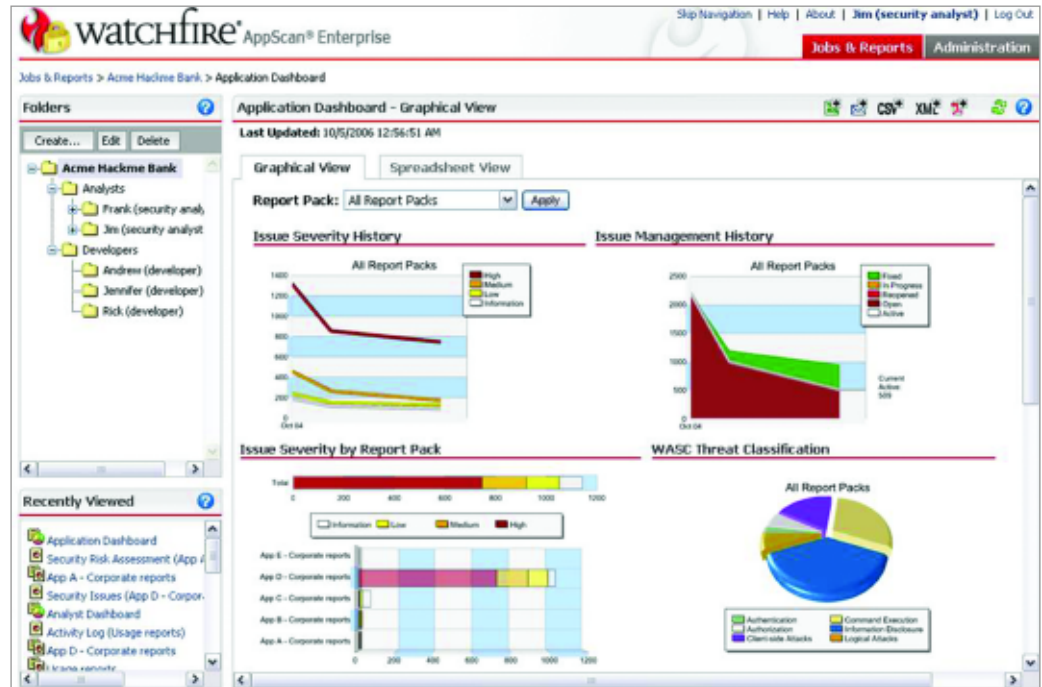 watchfire® AppScan® Enterprise
Skip Navigation | Help | About | Jim (security analyst) | Log Out
Jobs & Reports
Administration
Jobs & Reports > Acme Hackme Bank > Application Dashboard
Folders
Create... Edit Delete
Acme Hackme Bank
Analysts
Frank (security analy
Jim (security analyst
Developers
Andrew (developer)
Jennifer (developer)
Rick (developer)
Recently Viewed
Application Dashboard
Security Risk Assessment (App A
App A - Corporate reports
Security Issues (App D - Corpor
Analyst Dashboard
Activity Log (Usage reports)
App D - Corporate reports
Usage reports
Application Dashboard - Graphical View
CSV XML
Last Updated: 10/5/2006 12:56:51 AM
Graphical View
Spreadsheet View
Report Pack: All Report Packs Apply
Issue Severity History
All Report Packs
High
Medium
Low
Information
1400
1200
1000
800
600
400
200
0
Oct 04
Issue Management History
All Report Packs
Fixed
In Progress
Reopened
Open
Active
2500
2000
1500
1000
500
0
Oct 04
Current
Active
509
Issue Severity by Report Pack
Total
0 200 400 600 800 1000 1200
Information Low Medium High
App E - Corporate reports
App D - Corporate reports
App C - Corporate reports
App B - Corporate reports
App A - Corporate reports
0 200 400 600 800 1000 1200
WASC Threat Classification
All Report Packs
Authentication
Authorization
Client-side Attacks
Command Execution
Information Disclosure
Logical Attacks